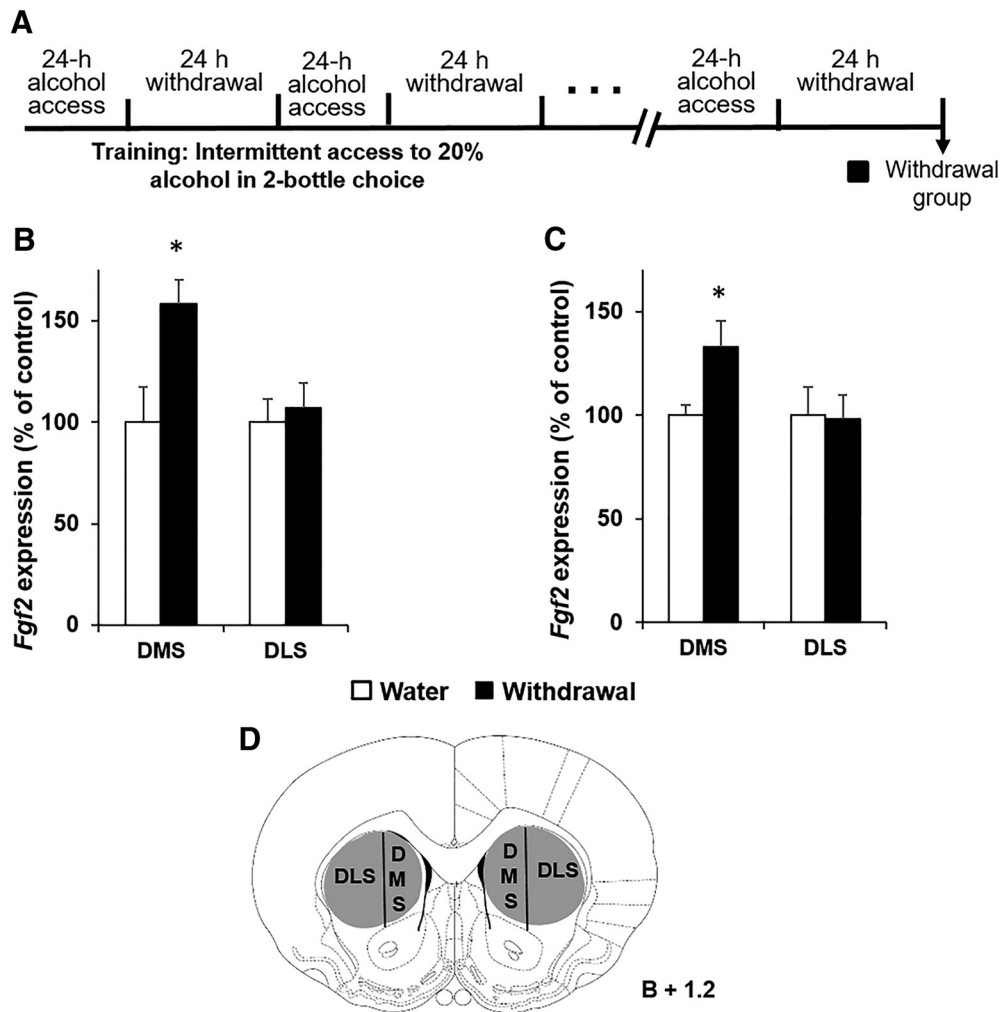 A
24-h 24 h 24-h 24 h 24-h 24 h
alcohol withdrawal alcohol withdrawal ... alcohol withdrawal
access access access
Training: Intermittent access to 20%
alcohol in 2-bottle choice
Withdrawal
group
B
*
Fgf2 expression (% of control)
150
100
50
0
DMS DLS
C
*
Fgf2 expression (% of control)
150
100
50
0
DMS DLS
Water Withdrawal
D
DLS
D
M
S
D
M
S
DLS
B + 1.2